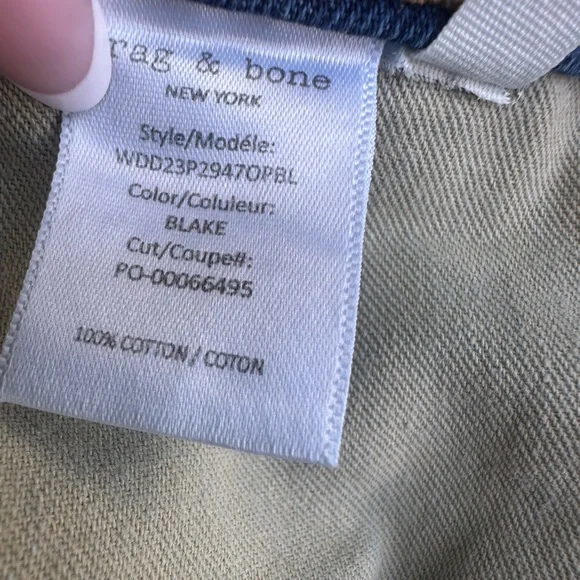 rag & bone
NEW YORK
Style/Modéle:
WDD23P2947OPBL
Color/Coluleur:
BLAKE
Cut/Coupe#:
PO-00066495
100% COTTON / COTON